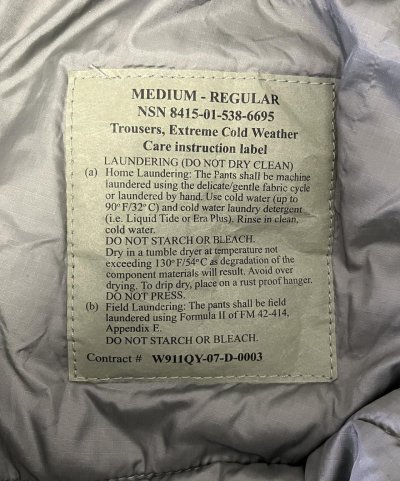 MEDIUM - REGULAR
NSN 8415-01-538-6695
Trousers, Extreme Cold Weather
Care instruction label
LAUNDERING (DO NOT DRY CLEAN)
(a) Home Laundering: The Pants shall be machine
laundered using the delicate/gentle fabric cycle
or laundered by hand. Use cold water (up to
90°F/32°C) and cold water laundry detergent
(i.e. Liquid Tide or Era Plus). Rinse in clean,
cold water.
DO NOT STARCH OR BLEACH.
Dry in a tumble dryer at temperature not
exceeding 130°F/54°C as degradation of the
component materials will result. Avoid over
drying. To drip dry, place on a rust proof hanger.
DO NOT PRESS.
(b) Field Laundering: The pants shall be field
laundered using Formula II of FM 42-414,
Appendix E.
DO NOT STARCH OR BLEACH.
Contract # W911QY-07-D-0003